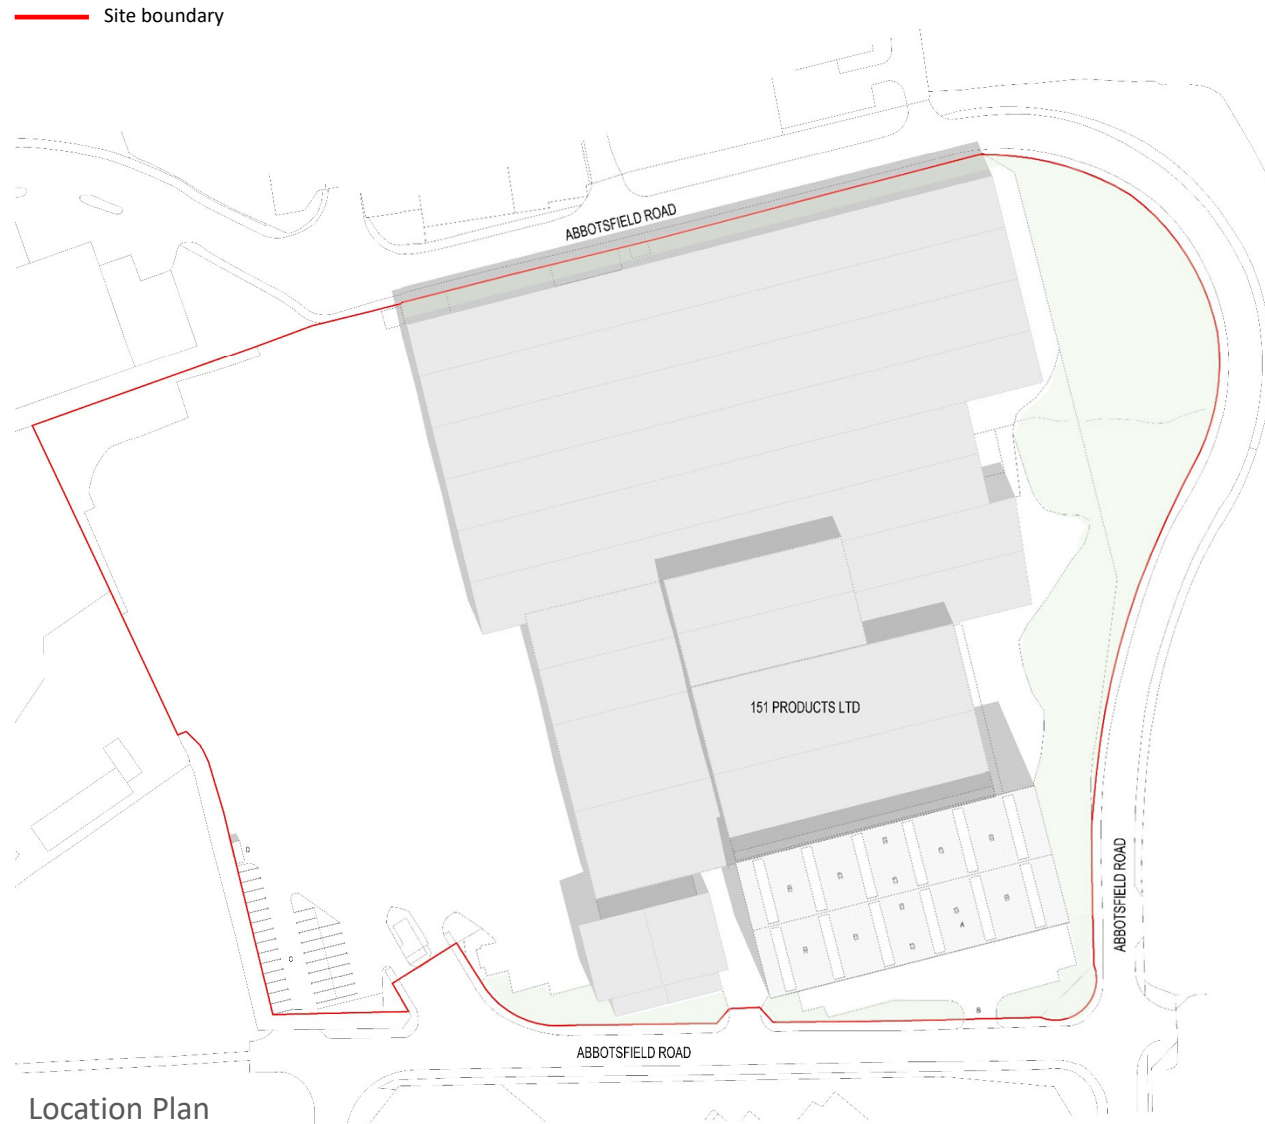 Site boundary
ABBOTSFIELD ROAD
151 PRODUCTS LTD
ABBOTSFIELD ROAD
D
C
A
B
ABBOTSFIELD ROAD
Location Plan